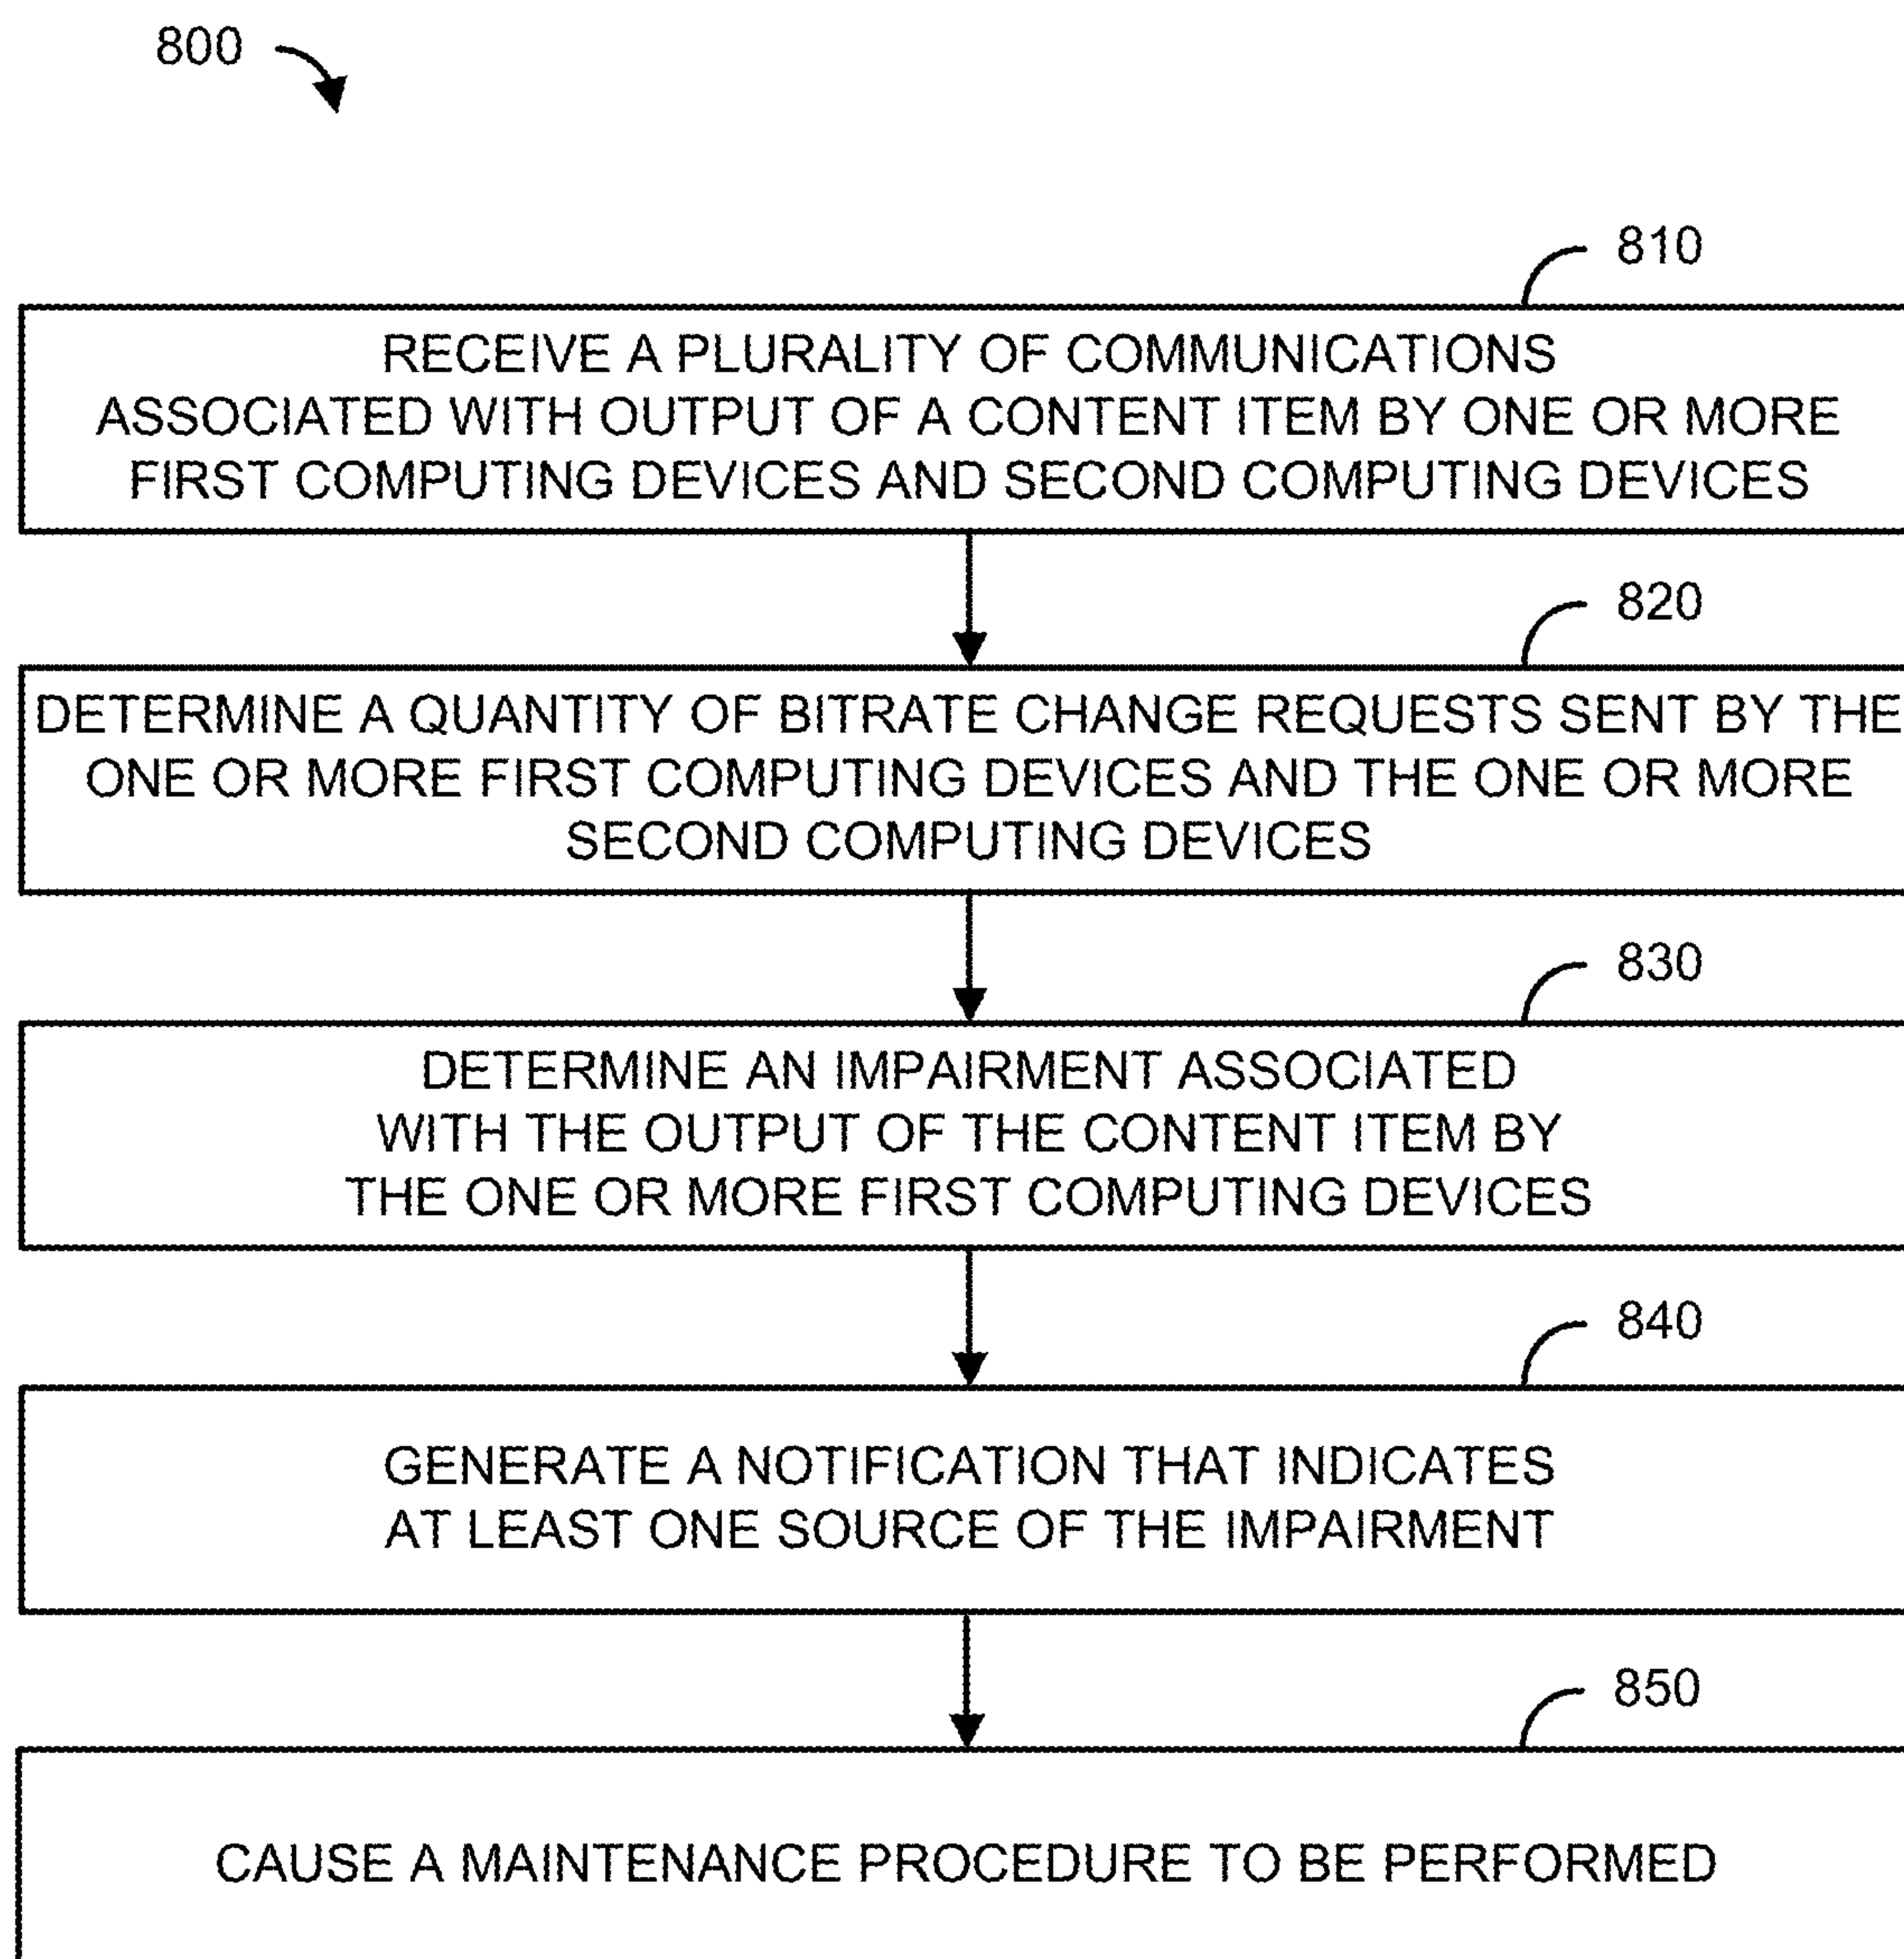 800
810
RECEIVE A PLURALITY OF COMMUNICATIONS
ASSOCIATED WITH OUTPUT OF A CONTENT ITEM BY ONE OR MORE
FIRST COMPUTING DEVICES AND SECOND COMPUTING DEVICES
820
DETERMINE A QUANTITY OF BITRATE CHANGE REQUESTS SENT BY THE
ONE OR MORE FIRST COMPUTING DEVICES AND THE ONE OR MORE
SECOND COMPUTING DEVICES
830
DETERMINE AN IMPAIRMENT ASSOCIATED
WITH THE OUTPUT OF THE CONTENT ITEM BY
THE ONE OR MORE FIRST COMPUTING DEVICES
840
GENERATE A NOTIFICATION THAT INDICATES
AT LEAST ONE SOURCE OF THE IMPAIRMENT
850
CAUSE A MAINTENANCE PROCEDURE TO BE PERFORMED